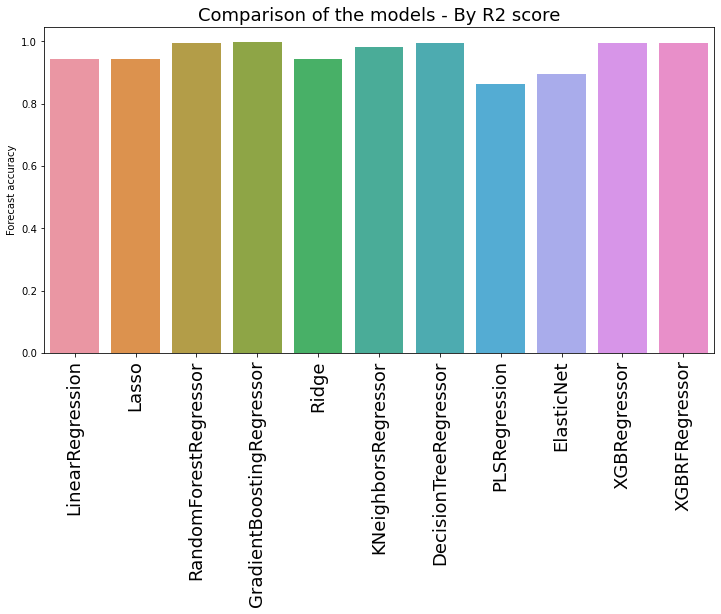 Comparison of the models - By R2 score
Forecast accuracy
1.0
0.8
0.6
0.4
0.2
0.0
LinearRegression
Lasso
RandomForestRegressor
GradientBoostingRegressor
Ridge
KNeighborsRegressor
DecisionTreeRegressor
PLSRegression
ElasticNet
XGBRegressor
XGBRFRegressor